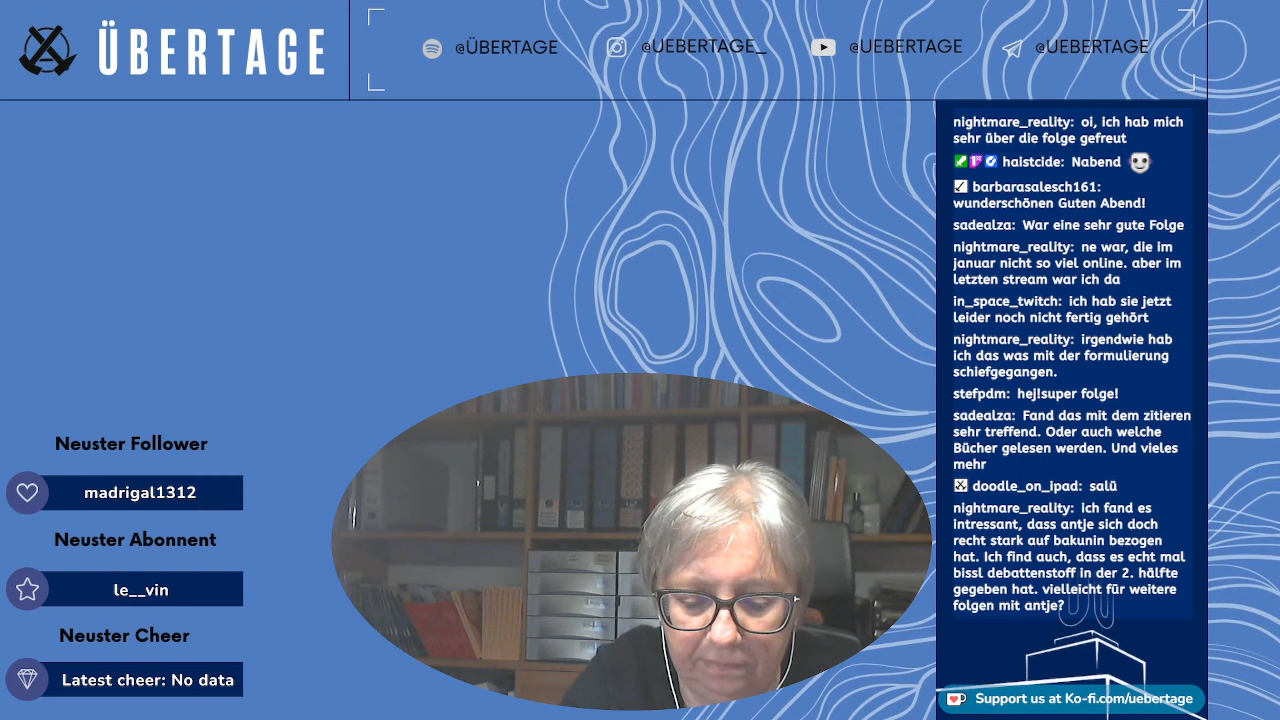 ÜBERTAGE
@ÜBERTAGE
@UEBERTAGE_
@UEBERTAGE
@UEBERTAGE
nightmare_reality: oi, ich hab mich
sehr über die folge gefreut
haistcide: Nabend
barbarasalesch161:
wunderschönen Guten Abend!
sadealza: War eine sehr gute Folge
nightmare_reality: ne war, die im
januar nicht so viel online. aber im
letzten stream war ich da
in_space_twitch: ich hab sie jetzt
leider noch nicht fertig gehört
nightmare_reality: irgendwie hab
ich das was mit der formulierung
schiefgegangen.
stefpdm: hej!super folge!
sadealza: Fand das mit dem zitieren
sehr treffend. Oder auch welche
Bücher gelesen werden. Und vieles
mehr
doodle_on_ipad: salü
nightmare_reality: ich fand es
intressant, dass antje sich doch
recht stark auf bakunin bezogen
hat. Ich find auch, dass es echt mal
bissl debattenstoff in der 2. hälfte
gegeben hat. vielleicht für weitere
folgen mit antje?
Neuster Follower
madrigal1312
Neuster Abonnent
le__vin
Neuster Cheer
Latest cheer: No data
Support us at Ko-fi.com/uebertage